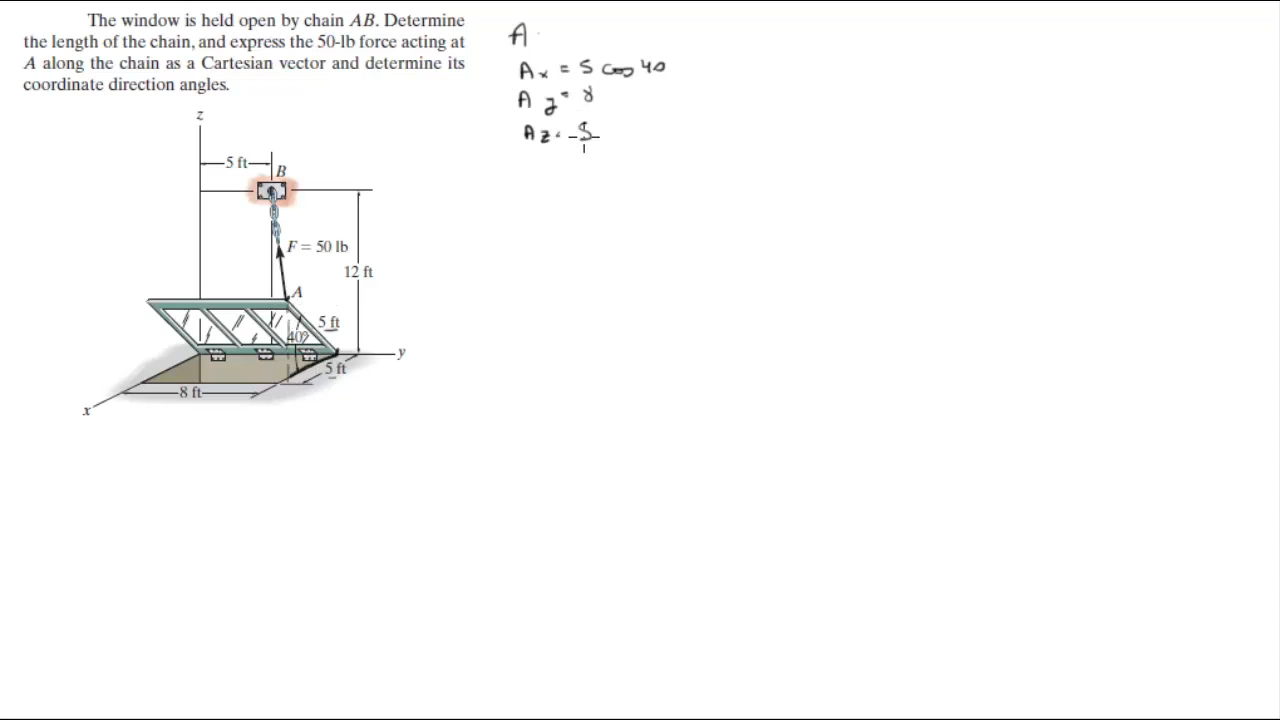 The window is held open by chain AB. Determine
the length of the chain, and express the 50-lb force acting at
A along the chain as a Cartesian vector and determine its
coordinate direction angles.
A
Ax = 5 cos 40
Ay = 8
Az = 5
z
5 ft
B
F = 50 lb
12 ft
A
5 ft
40°
y
5 ft
8 ft
x